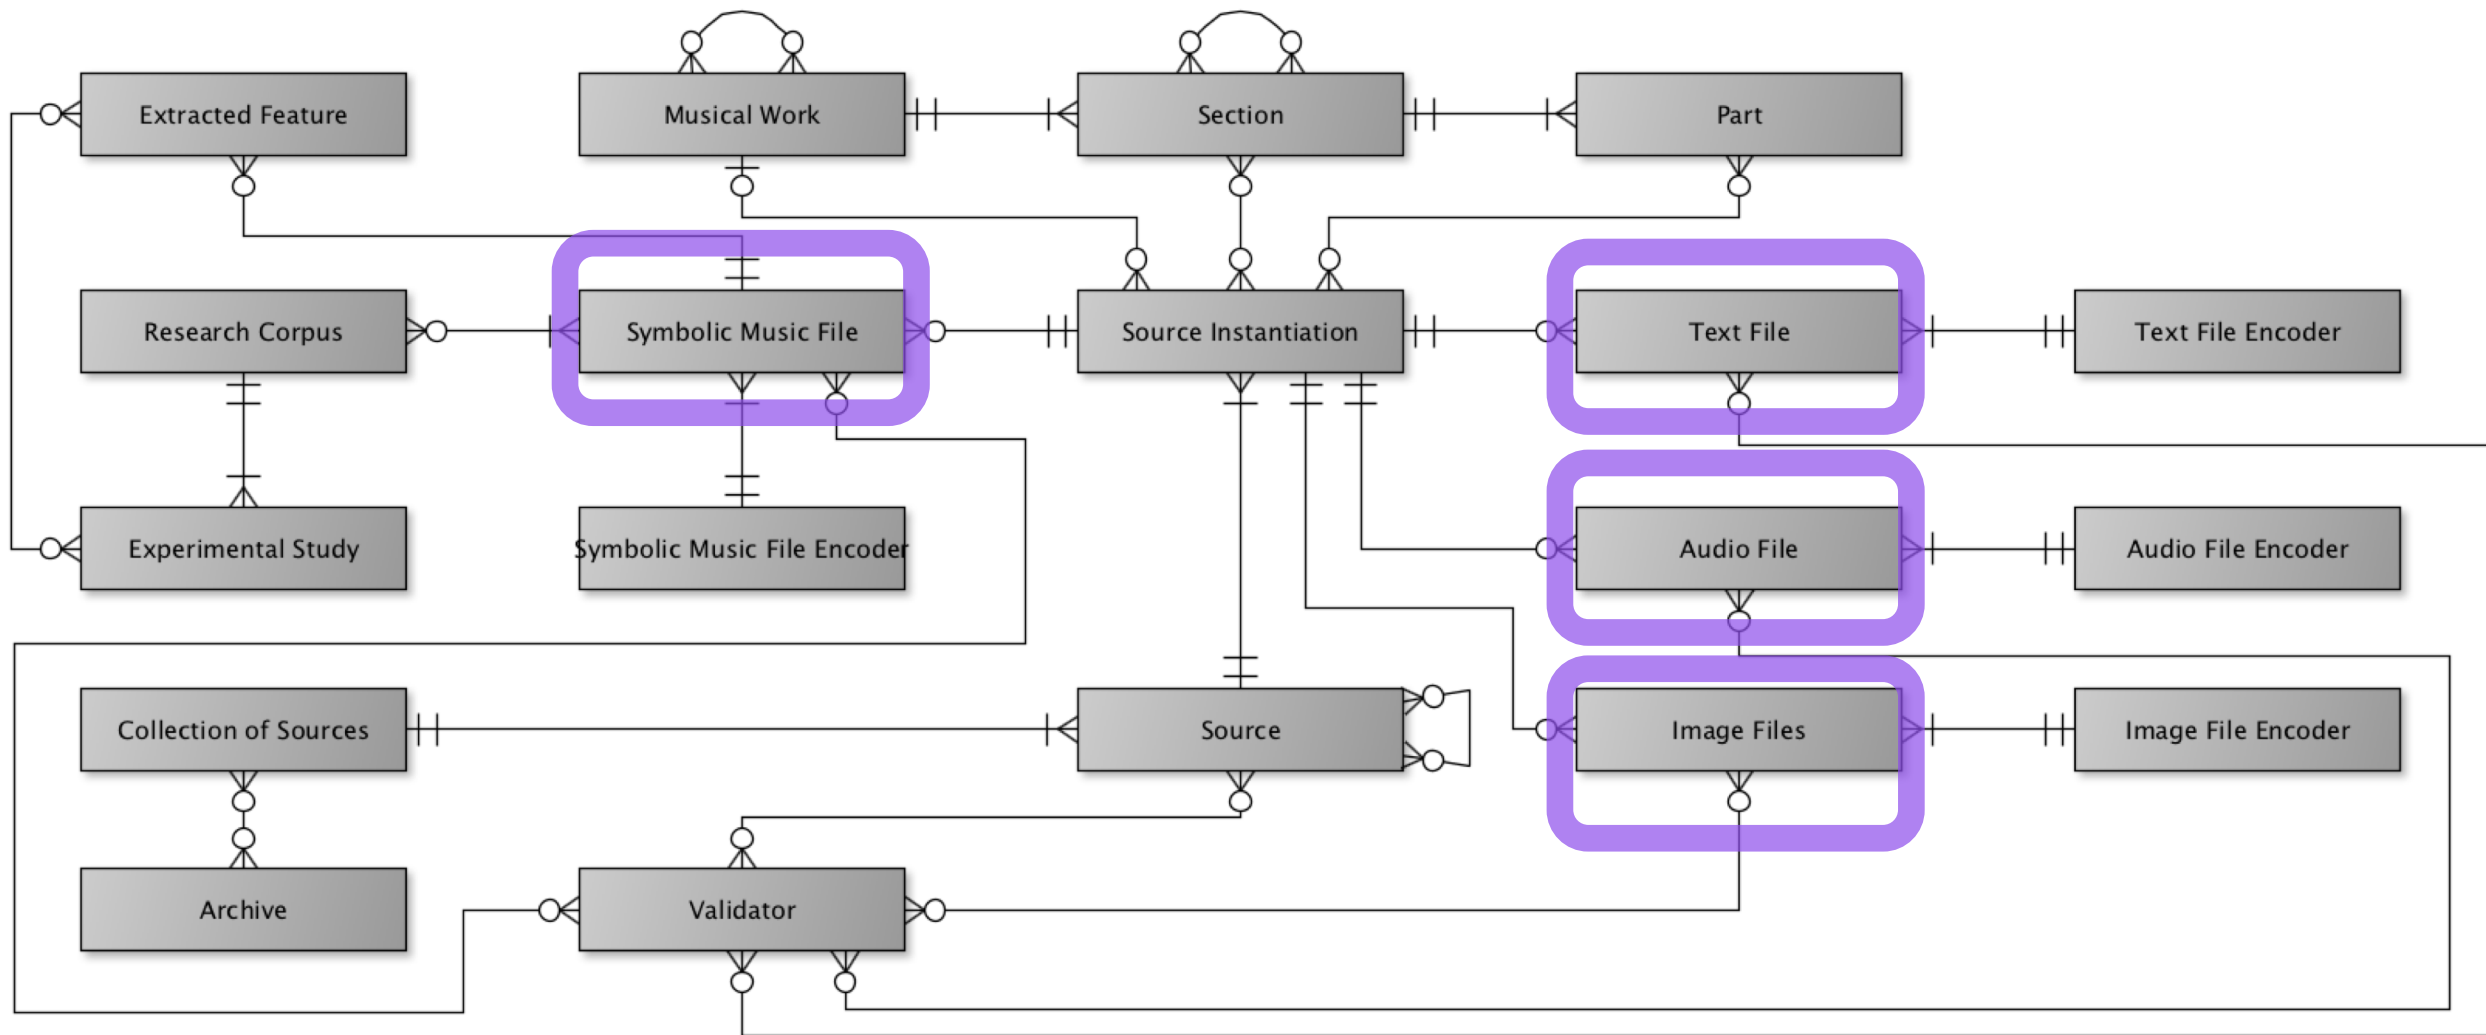 Extracted Feature
Musical Work
Section
Part
Research Corpus
Symbolic Music File
Source Instantiation
Text File
Text File Encoder
Experimental Study
Symbolic Music File Encoder
Audio File
Audio File Encoder
Collection of Sources
Source
Image Files
Image File Encoder
Archive
Validator